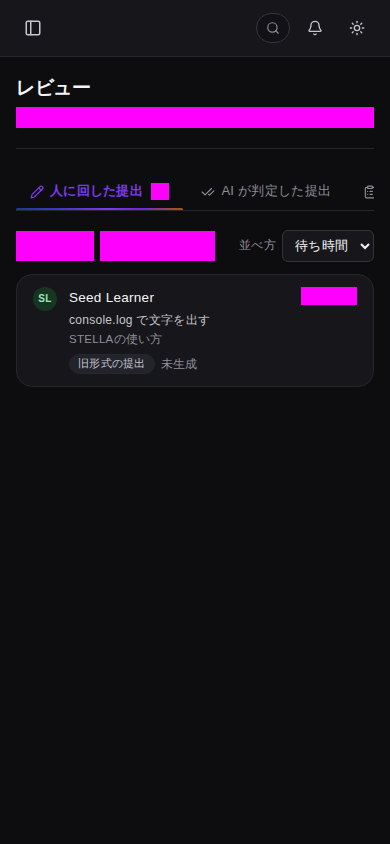 レビュー
人に回した提出
AI が判定した提出
並べ方
待ち時間
SL
Seed Learner
console.log で文字を出す
STELLAの使い方
旧形式の提出
未生成